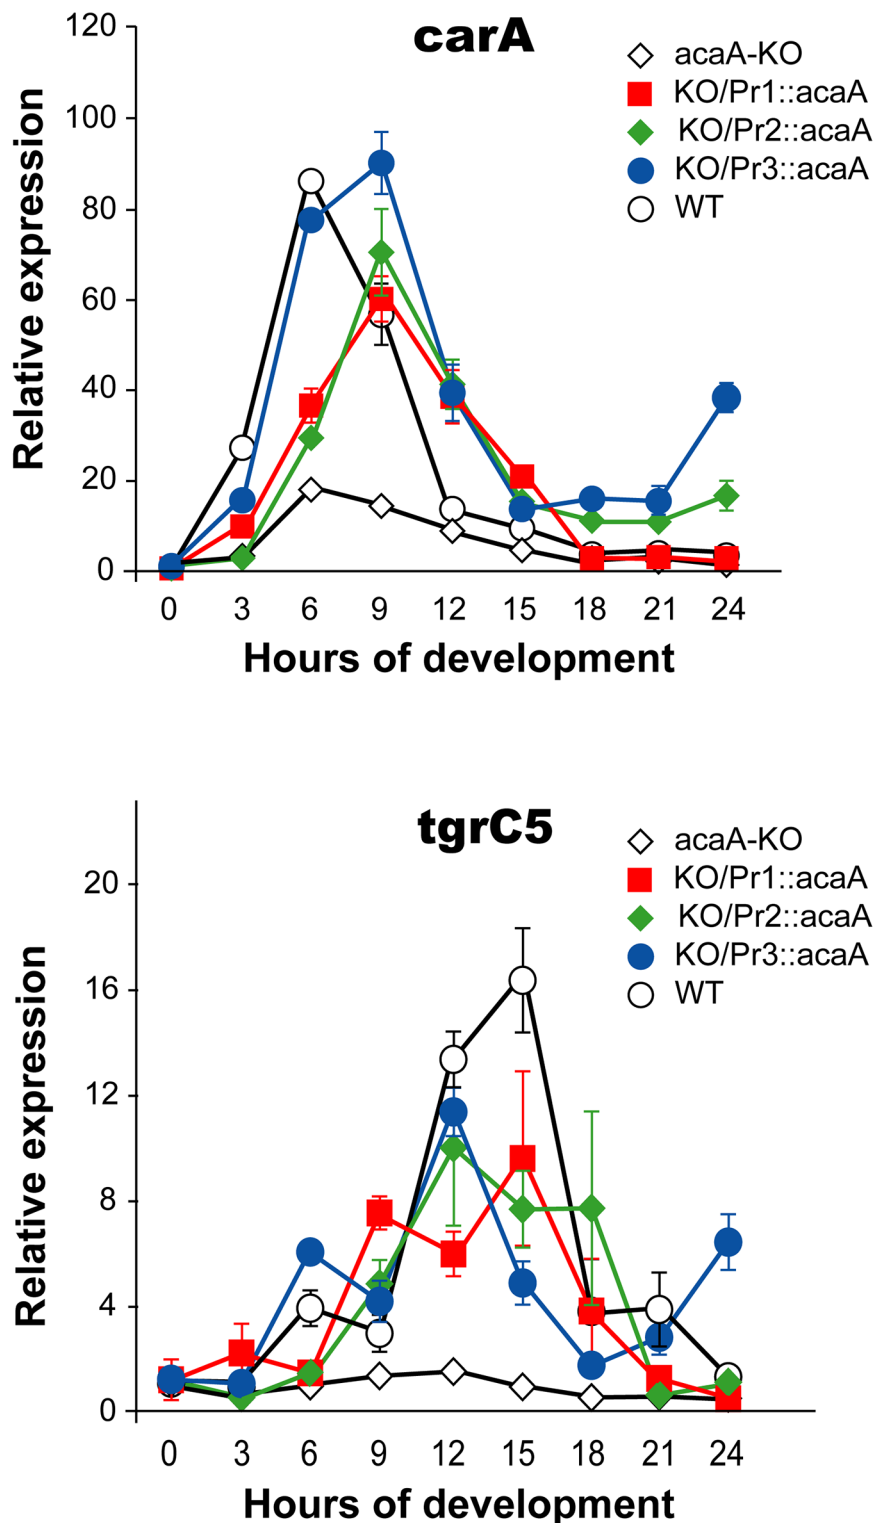 carA
120
100
80
60
40
20
0
Relative expression
acaA-KO
KO/Pr1::acaA
KO/Pr2::acaA
KO/Pr3::acaA
WT
0 3 6 9 12 15 18 21 24
Hours of development
tgrC5
20
16
12
8
4
0
Relative expression
acaA-KO
KO/Pr1::acaA
KO/Pr2::acaA
KO/Pr3::acaA
WT
0 3 6 9 12 15 18 21 24
Hours of development